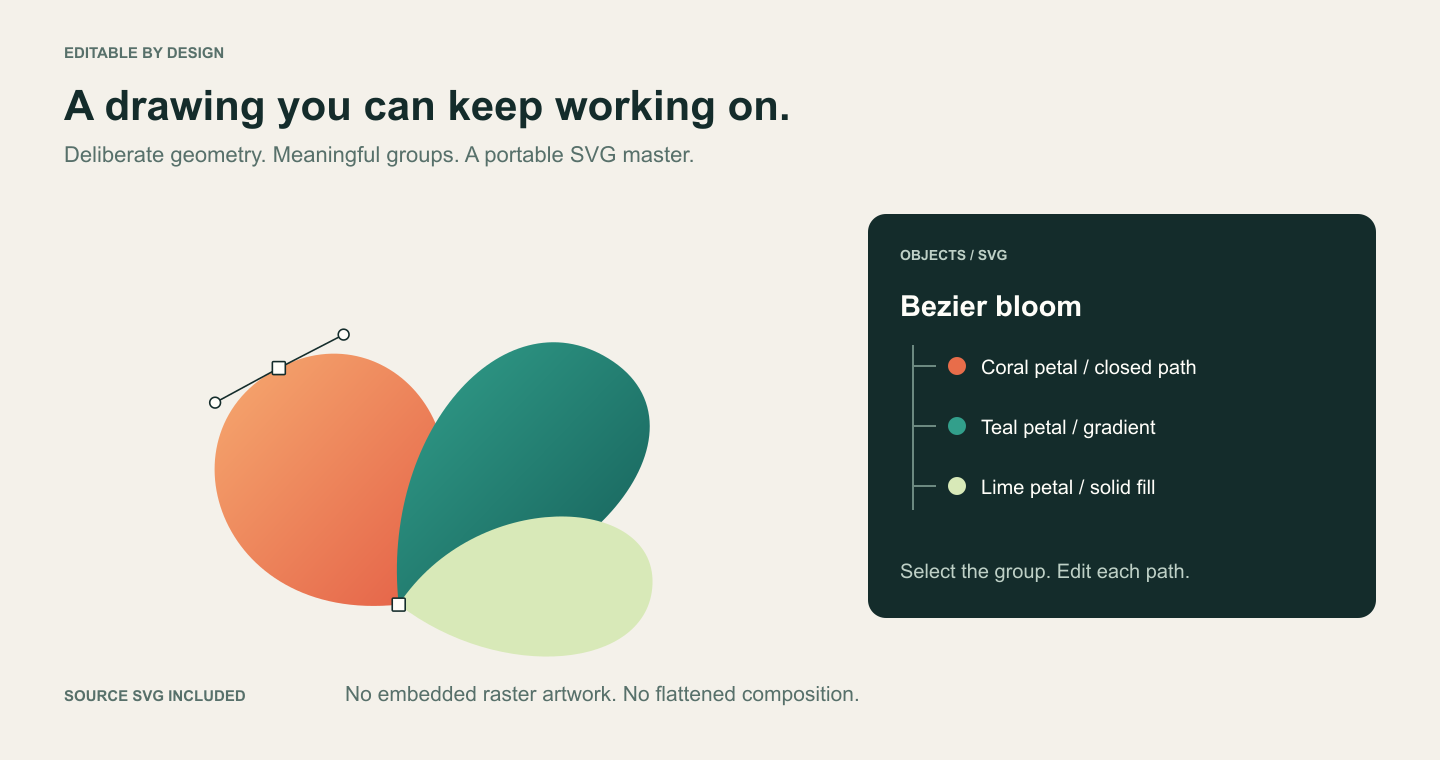 EDITABLE BY DESIGN
A drawing you can keep working on.
Deliberate geometry. Meaningful groups. A portable SVG master.
OBJECTS / SVG
Bezier bloom
Coral petal / closed path
Teal petal / gradient
Lime petal / solid fill
Select the group. Edit each path.
SOURCE SVG INCLUDED
No embedded raster artwork. No flattened composition.